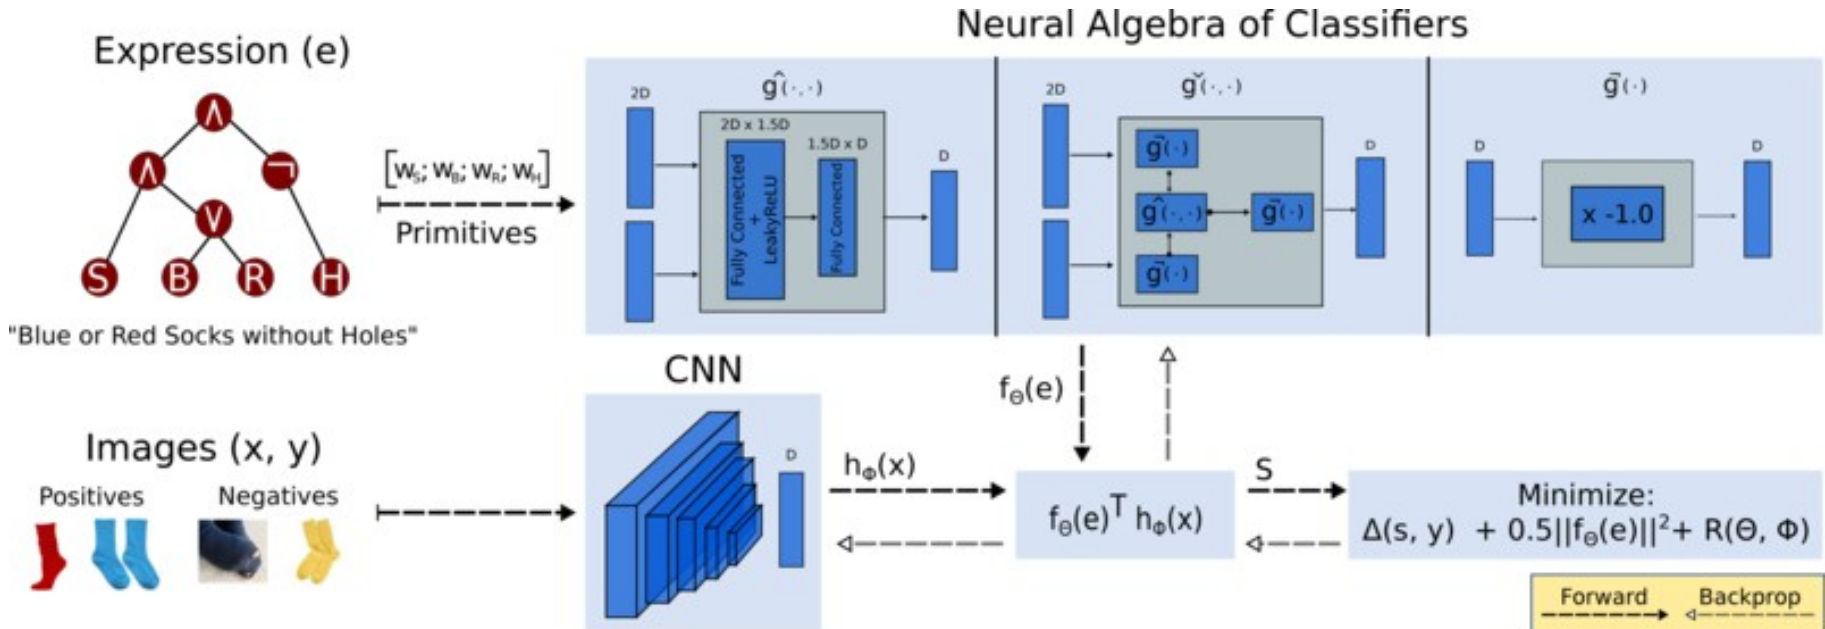 Neural Algebra of Classifiers
Expression (e)
∧
∧ ¬
∨
S B R H
"Blue or Red Socks without Holes"
[w_S; w_B; w_R; w_H]
Primitives
ĝ(·,·)
2D
2D x 1.5D
1.5D x D
D
Fully Connected
+
LeakyReLU
Fully Connected
ǧ(·,·)
2D
D
ḡ(·)
ĝ(·,·) ḡ(·)
ḡ(·)
ḡ(·)
D
D
x -1.0
CNN
D
f_Θ(e)
Images (x, y)
Positives Negatives
h_Φ(x)
f_Θ(e)^T h_Φ(x)
S
Minimize:
Δ(s, y) + 0.5||f_Θ(e)||² + R(Θ, Φ)
Forward Backprop